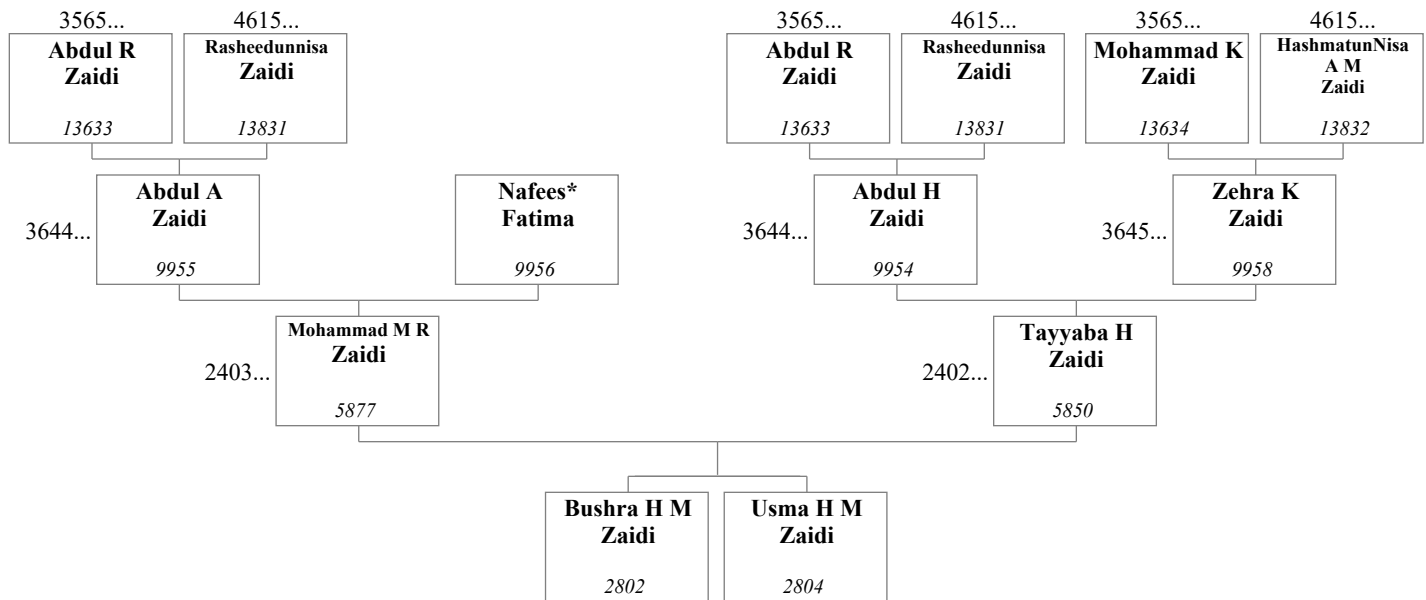 3565... 4615... 3565... 4615... 3565... 4615...
Abdul R
Zaidi
13633
Rasheedunnisa
Zaidi
13831
Abdul R
Zaidi
13633
Rasheedunnisa
Zaidi
13831
Mohammad K
Zaidi
13634
HashmatunNisa
A M
Zaidi
13832
3644...
Abdul A
Zaidi
9955
Nafees*
Fatima
9956
3644...
Abdul H
Zaidi
9954
3645...
Zehra K
Zaidi
9958
2403...
Mohammad M R
Zaidi
5877
2402...
Tayyaba H
Zaidi
5850
Bushra H M
Zaidi
2802
Usma H M
Zaidi
2804